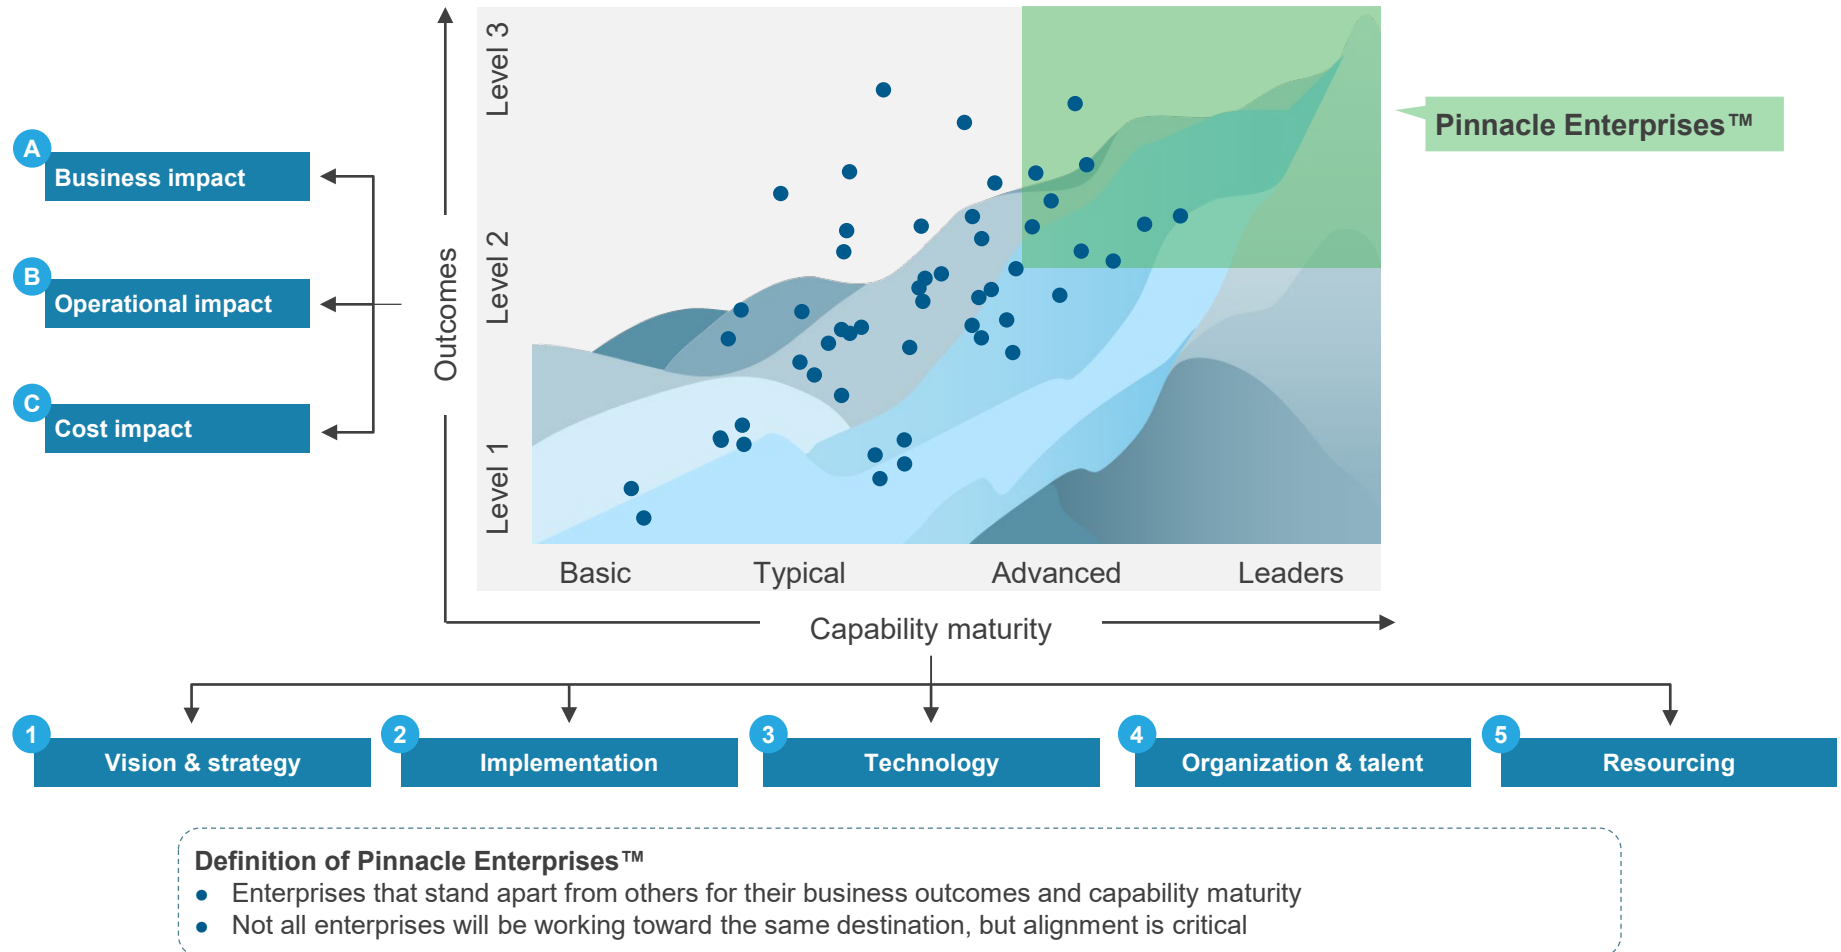 Level 3
Level 2
Level 1
Outcomes
A
Business impact
B
Operational impact
C
Cost impact
Pinnacle Enterprises™
Basic
Typical
Advanced
Leaders
Capability maturity
1
Vision & strategy
2
Implementation
3
Technology
4
Organization & talent
5
Resourcing
Definition of Pinnacle Enterprises™
● Enterprises that stand apart from others for their business outcomes and capability maturity
● Not all enterprises will be working toward the same destination, but alignment is critical